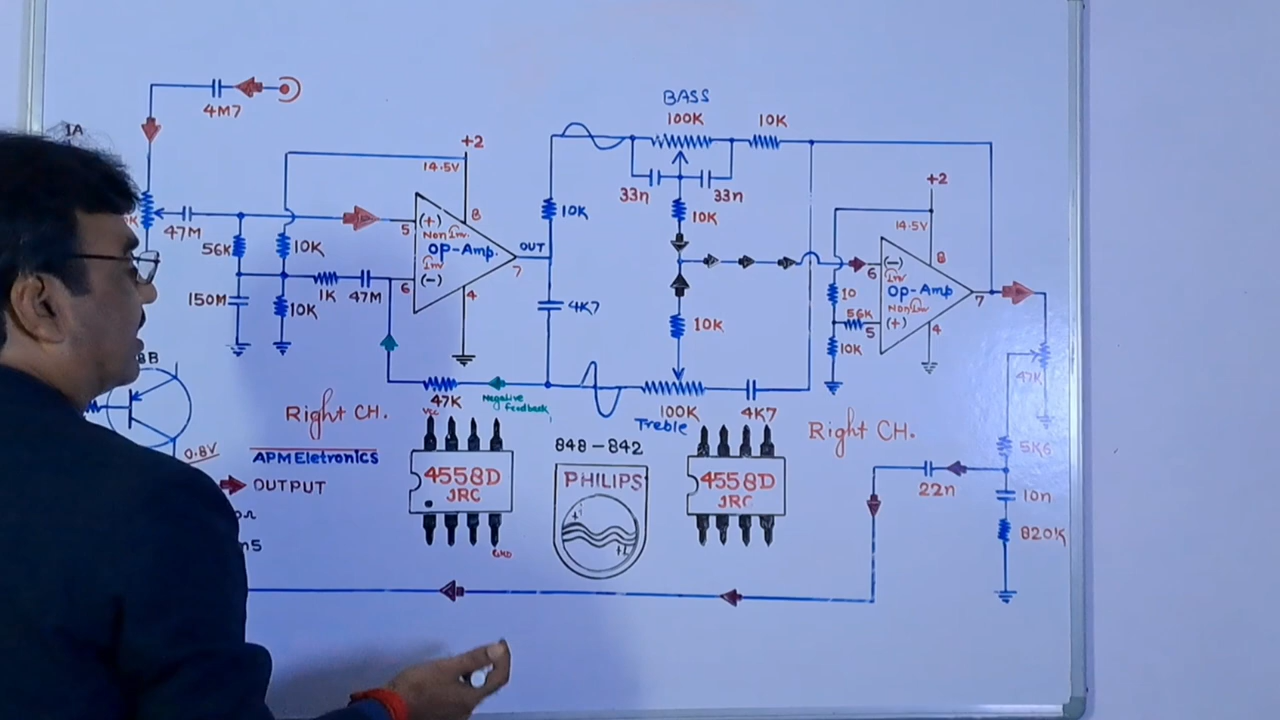 4M7
+2
14.5V
47M
56K
10K
1K
47M
150M
10K
5
(+)
Non Inv.
8
OP-Amp.
Inv
(-)
6
4
7
OUT
47K
Negative
feedback
BASS
100K
10K
33n
33n
10K
10K
4K7
10K
100K
Treble
4K7
+2
14.5V
8
6
(-)
Inv
Op-Amp
Non Inv
(+)
5
4
7
10
56K
10K
47K
5K6
22n
10n
820K
Right CH.
Right CH.
0.8V
APM Eletronics
OUTPUT
Vcc
4558D
JRC
GND
848-842
PHILIPS
4558D
JRC